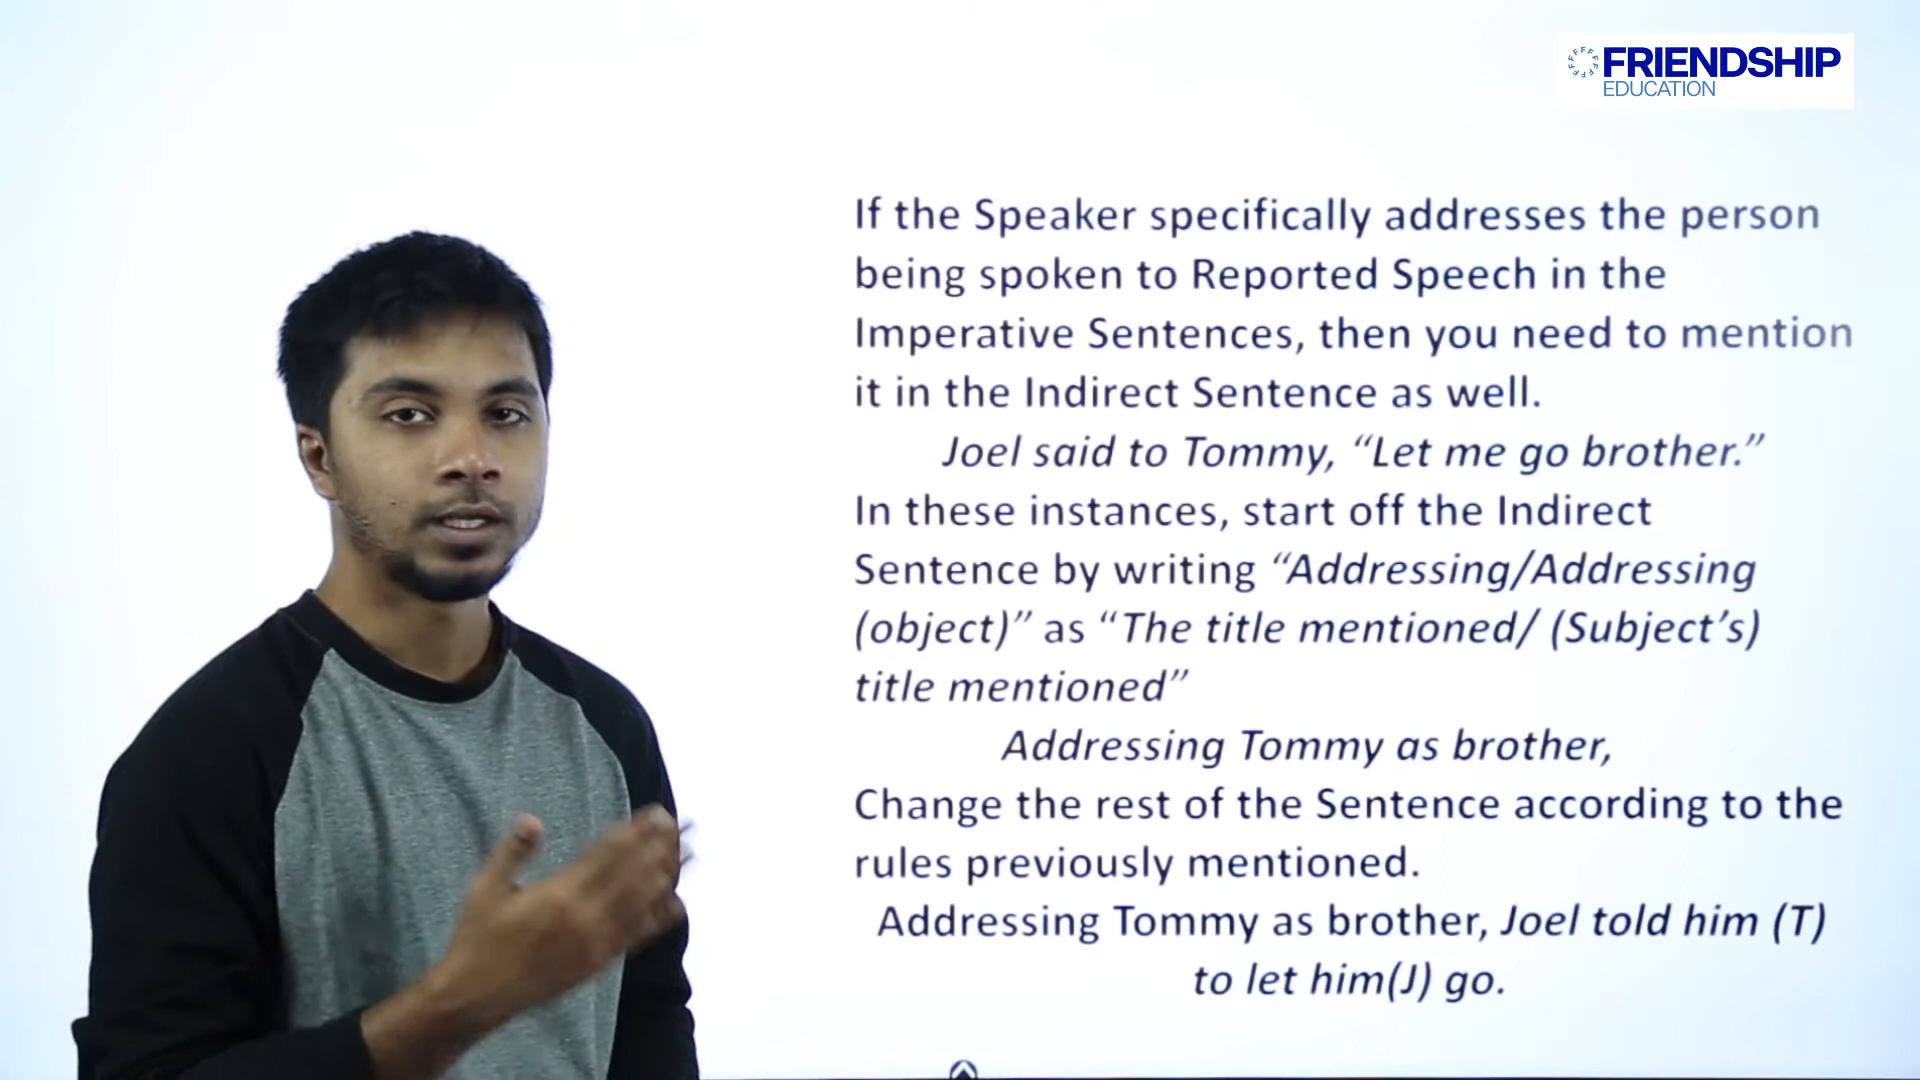 FRIENDSHIP
EDUCATION
If the Speaker specifically addresses the person
being spoken to Reported Speech in the
Imperative Sentences, then you need to mention
it in the Indirect Sentence as well.
Joel said to Tommy, “Let me go brother.”
In these instances, start off the Indirect
Sentence by writing “Addressing/Addressing
(object)” as “The title mentioned/ (Subject’s)
title mentioned”
Addressing Tommy as brother,
Change the rest of the Sentence according to the
rules previously mentioned.
Addressing Tommy as brother, Joel told him (T)
to let him(J) go.